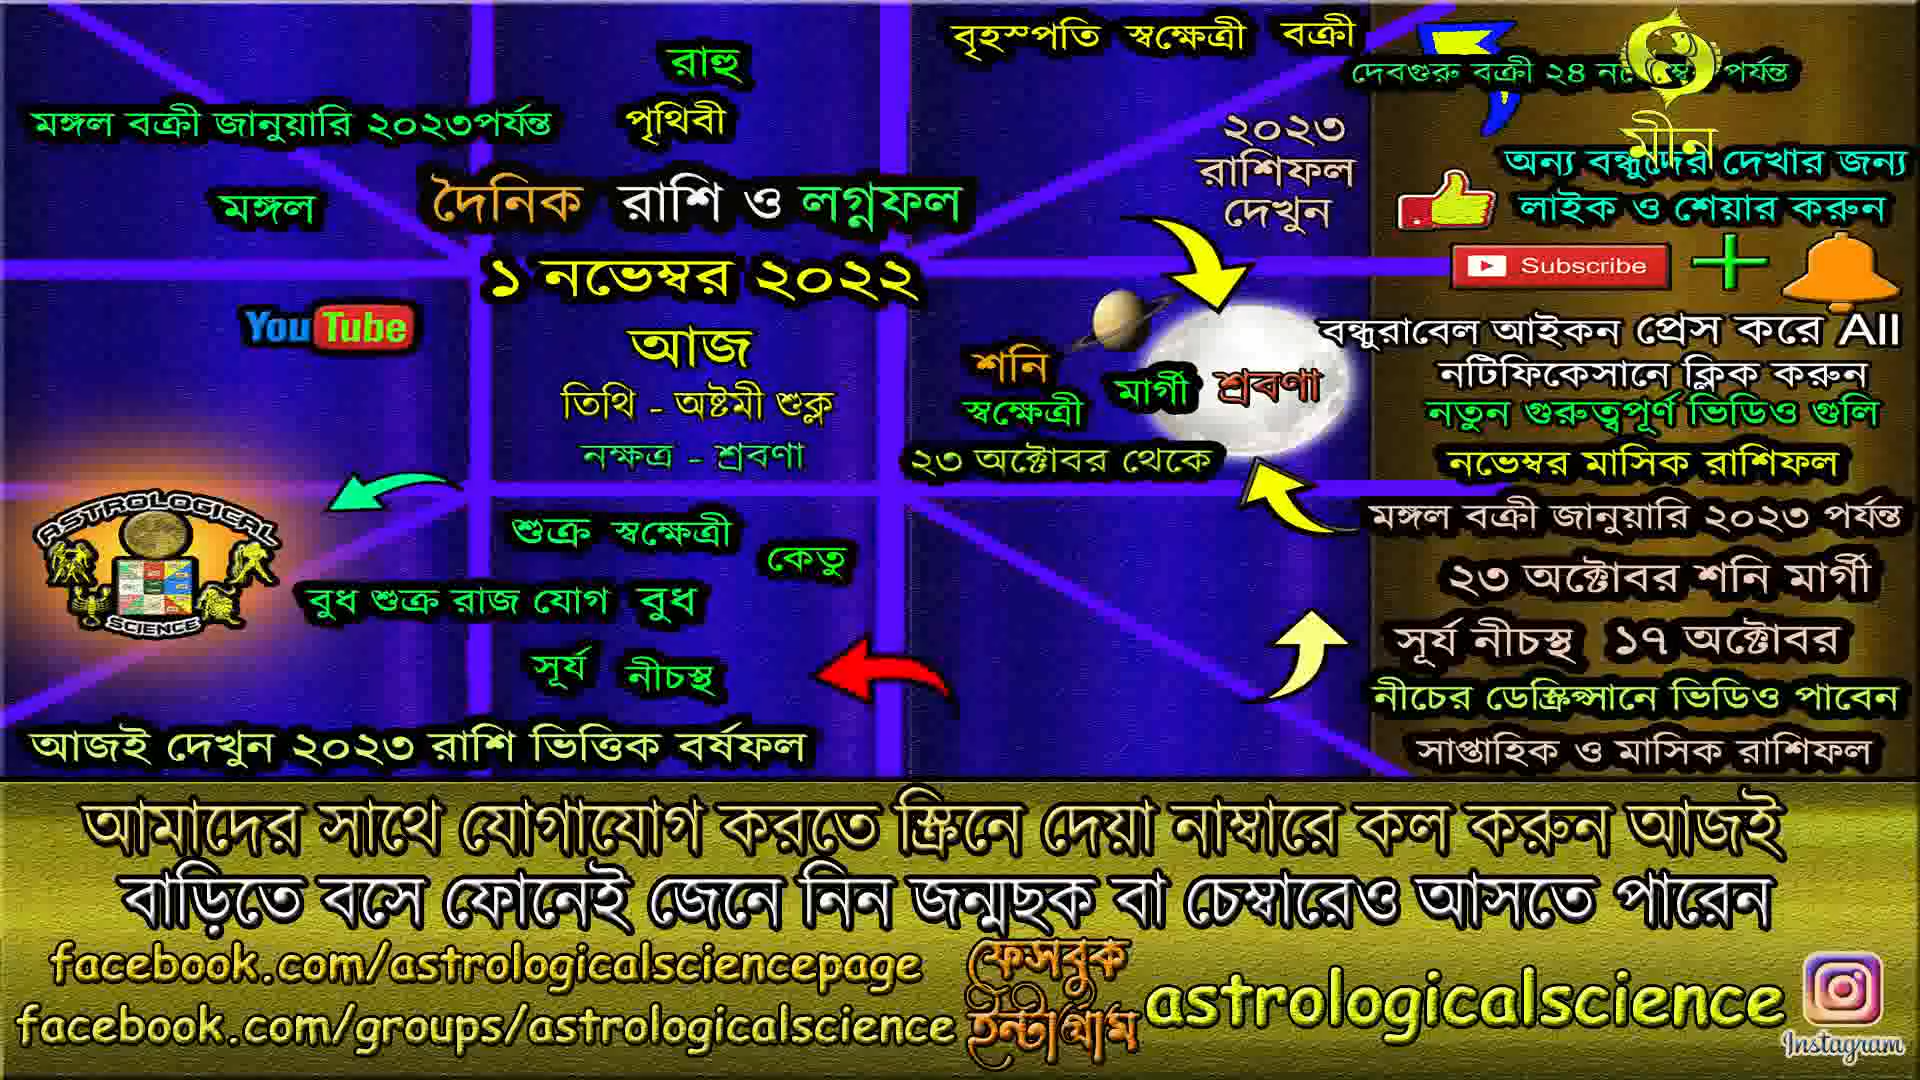 রাহু
বৃহস্পতি স্বক্ষেত্রী বক্রী
দেবগুরু বক্রী ২৪ পর্যন্ত
মীন
মঙ্গল বক্রী জানুয়ারি ২০২৩পর্যন্ত
পৃথিবী
২০২৩
রাশিফল
দেখুন
অন্য বন্ধুদের দেখার জন্য
লাইক ও শেয়ার করুন
মঙ্গল
দৈনিক রাশি ও লগ্নফল
১ নভেম্বর ২০২২
Subscribe
YouTube
আজ
তিথি - অষ্টমী শুক্ল
নক্ষত্র - শ্রবণা
শনি
স্বক্ষেত্রী
মার্গী
শ্রবণা
২৩ অক্টোবর থেকে
বন্ধুরাবেল আইকন প্রেস করে All
নটিফিকেসানে ক্লিক করুন
নতুন গুরুত্বপূর্ণ ভিডিও গুলি
নভেম্বর মাসিক রাশিফল
মঙ্গল বক্রী জানুয়ারি ২০২৩ পর্যন্ত
২৩ অক্টোবর শনি মার্গী
সূর্য নীচস্থ ১৭ অক্টোবর
নীচের ডেস্ক্রিপ্সানে ভিডিও পাবেন
সাপ্তাহিক ও মাসিক রাশিফল
ASTROLOGICAL
SCIENCE
শুক্র স্বক্ষেত্রী
কেতু
বুধ শুক্র রাজ যোগ বুধ
সূর্য নীচস্থ
আজই দেখুন ২০২৩ রাশি ভিত্তিক বর্ষফল
আমাদের সাথে যোগাযোগ করতে স্ক্রিনে দেয়া নাম্বারে কল করুন আজই
বাড়িতে বসে ফোনেই জেনে নিন জন্মছক বা চেম্বারেও আসতে পারেন
facebook.com/astrologicalsciencepage
facebook.com/groups/astrologicalscience
ফেসবুক
ইন্টাগ্রাম
astrologicalscience
Instagram